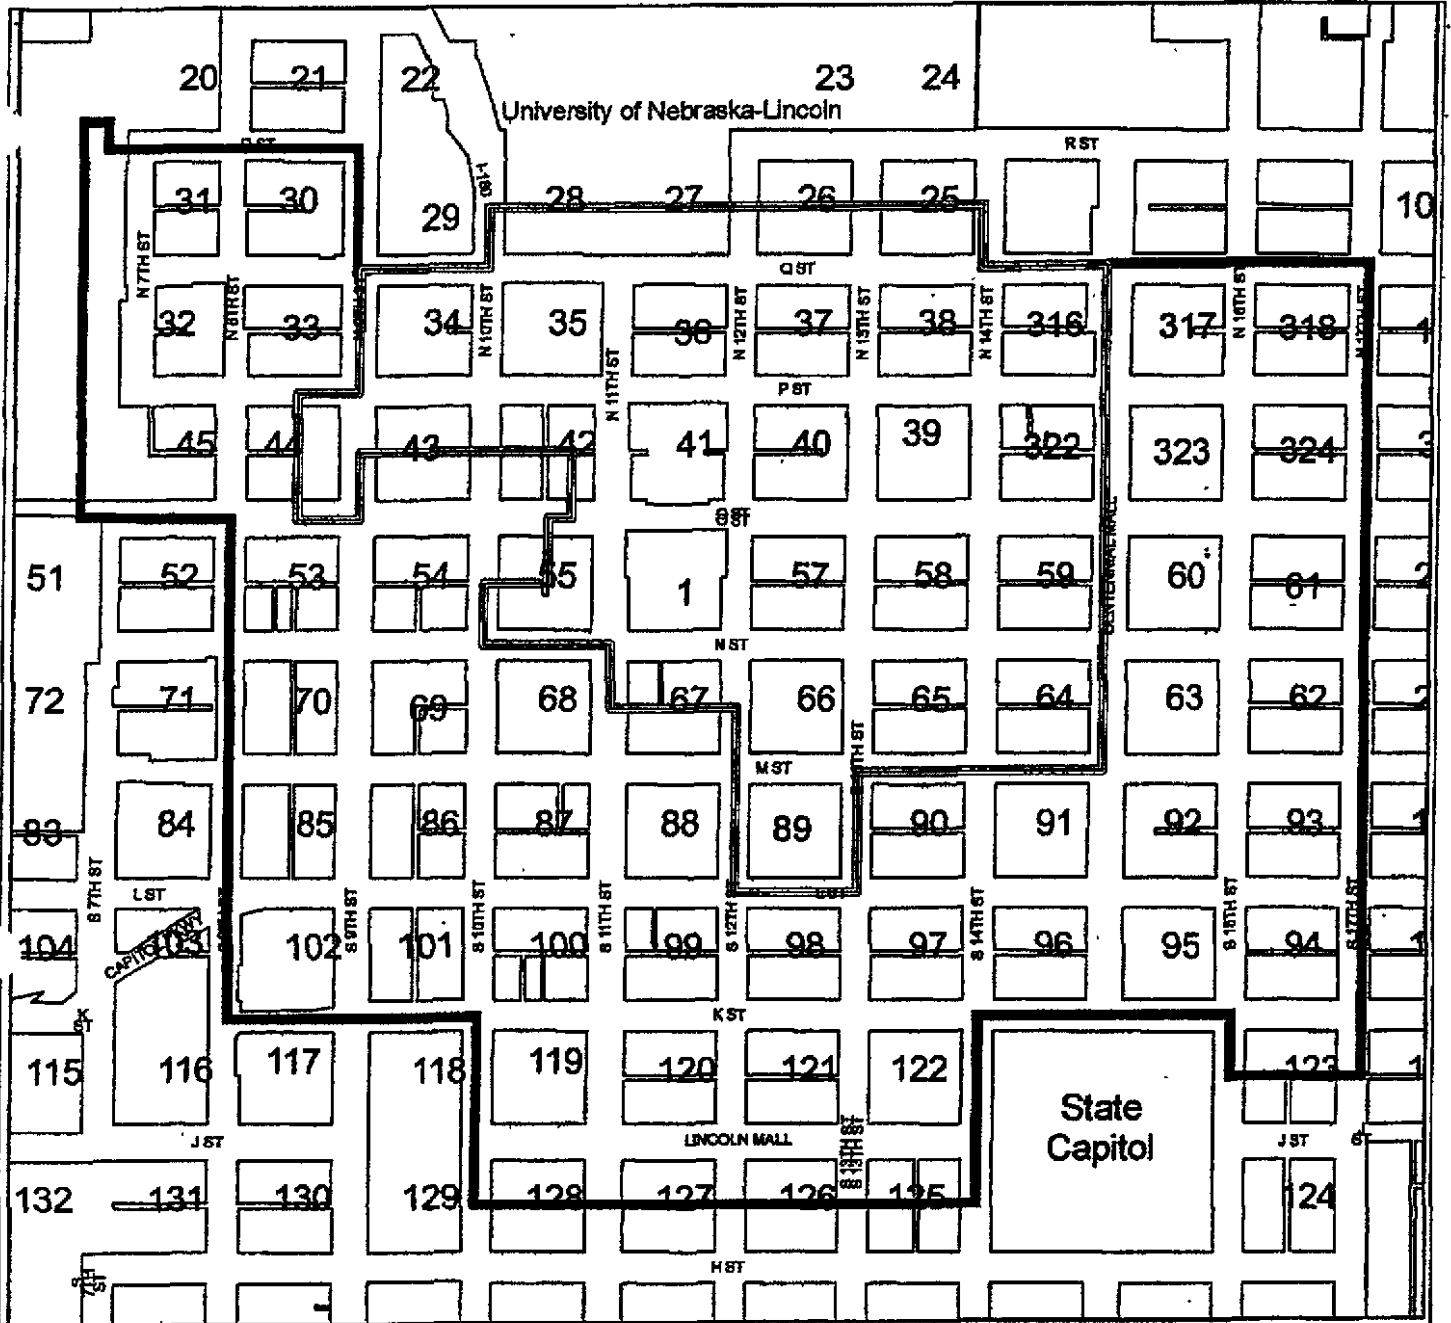 20 21 22 23 24
University of Nebraska-Lincoln
R ST
I-180
31 30 29 28 27 26 25 10
N 7TH ST
Q ST
32 N 8TH ST 33 34 N 10TH ST 35 36 N 12TH ST 37 N 13TH ST 38 N 14TH ST 316 317 N 16TH ST 318
N 11TH ST
P ST
45 44 43 42 41 40 39 322 323 324
CENTENNIAL MALL
51 52 53 54 55 1 57 58 59 60 61
N ST
72 71 70 69 68 67 66 65 64 63 62
M ST
83 84 85 86 87 88 89 90 91 92 93
S 7TH ST
L ST
104 CAPITOL 103 102 S 9TH ST 101 S 10TH ST 100 S 11TH ST 99 S 12TH ST 98 97 S 14TH ST 96 95 S 16TH ST 94 S 17TH ST
K ST
K ST
115 116 117 118 119 120 121 122 State Capitol 123
J ST
LINCOLN MALL
S 13TH ST
J ST
132 131 130 129 128 127 126 125 124
H ST